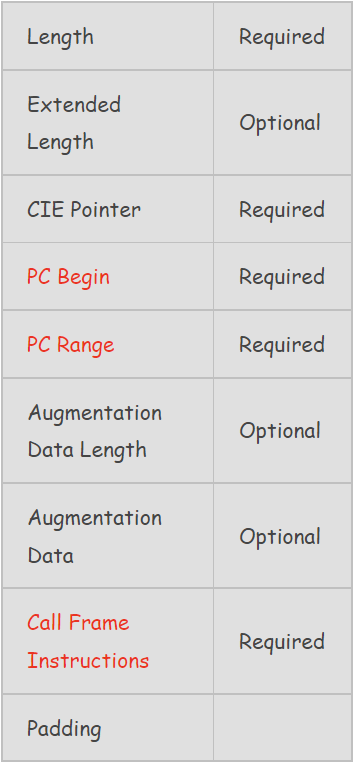 Length Required
Extended
Length
Optional
CIE Pointer Required
PC Begin Required
PC Range Required
Augmentation
Data Length
Optional
Augmentation
Data
Optional
Call Frame
Instructions
Required
Padding